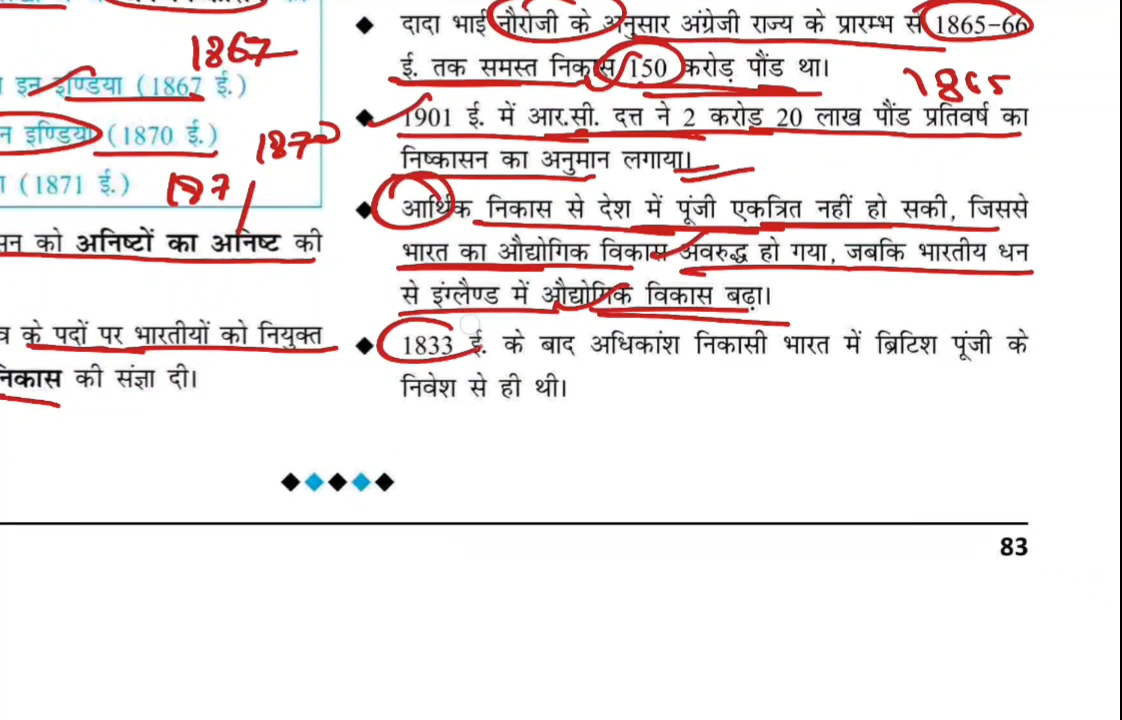 1867
न इण्डिया (1867 ई.)
न इण्डिया (1870 ई.)
1870
(1871 ई.)
187
को अनिष्टों का अनिष्ट की
के पदों पर भारतीयों को नियुक्त
निकास की संज्ञा दी।
◆ दादा भाई नौरोजी के अनुसार अंग्रेजी राज्य के प्रारम्भ से 1865-66
ई. तक समस्त निकास 150 करोड़ पौंड था।
1865
◆ 1901 ई. में आर.सी. दत्त ने 2 करोड़ 20 लाख पौंड प्रतिवर्ष का
निष्कासन का अनुमान लगाया।
◆ आर्थिक निकास से देश में पूंजी एकत्रित नहीं हो सकी, जिससे
भारत का औद्योगिक विकास अवरुद्ध हो गया, जबकि भारतीय धन
से इंग्लैण्ड में औद्योगिक विकास बढ़ा।
◆ 1833 ई. के बाद अधिकांश निकासी भारत में ब्रिटिश पूंजी के
निवेश से ही थी।
83